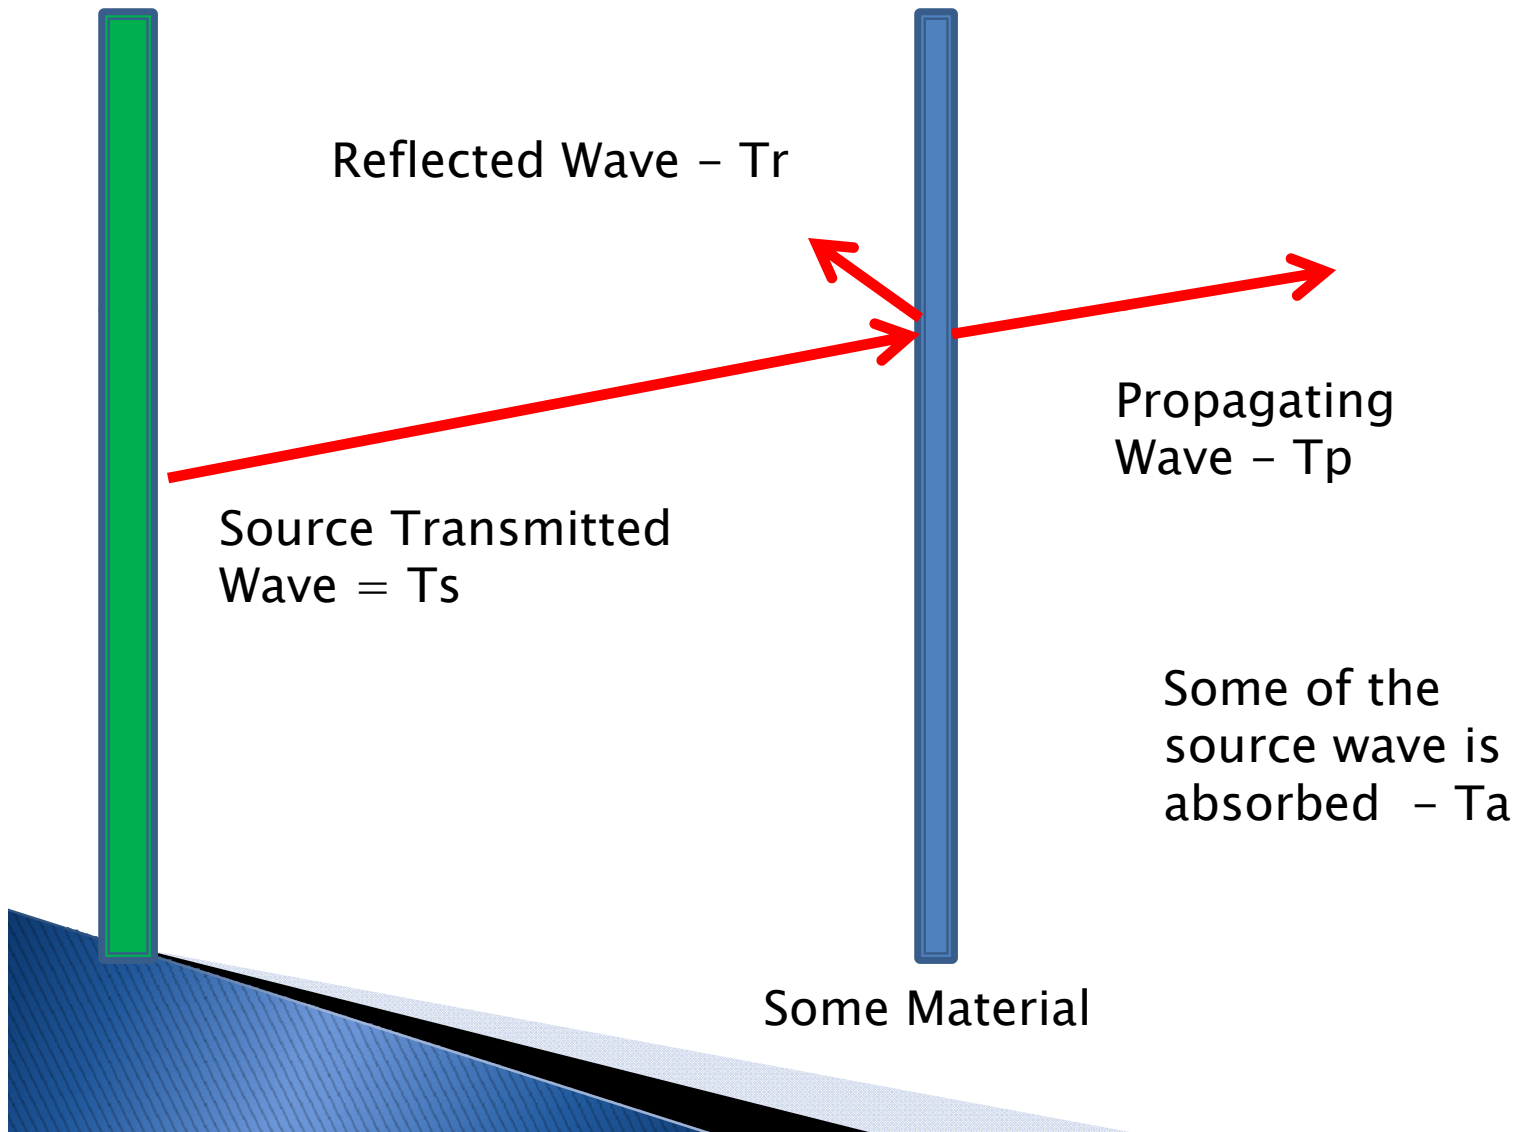 Reflected Wave – Tr
Propagating
Wave – Tp
Source Transmitted
Wave = Ts
Some of the
source wave is
absorbed – Ta
Some Material